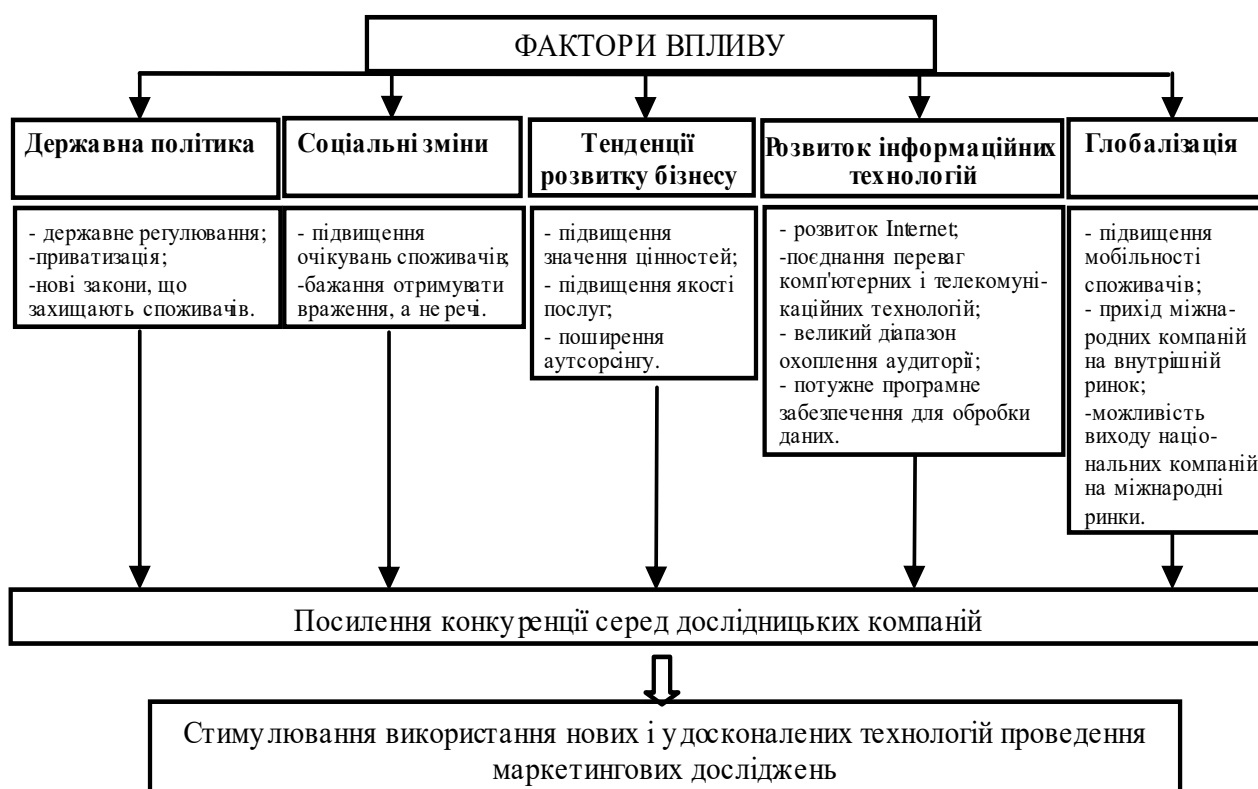 ФАКТОРИ ВПЛИВУ
Державна політика
- державне регулювання;
-приватизація;
-нові закони, що
захищають споживачів.
Соціальні зміни
- підвищення
очікувань споживачів;
-бажання отримувати
враження, а не речі.
Тенденції
розвитку бізнесу
- підвищення
значення цінностей;
- підвищення якості
послуг;
- поширення
аутсорсінгу.
Розвиток інформаційних
технологій
- розвиток Internet;
-поєднання переваг
комп'ютерних і телекомуні-
каційних технологій;
- великий діапазон
охоплення аудиторії;
- потужне програмне
забезпечення для обробки
даних.
Глобалізація
- підвищення
мобільності
споживачів;
- прихід міжна-
родних компаній
на внутрішній
ринок;
-можливість
виходу націо-
нальних компаній
на міжнародні
ринки.
Посилення конкуренції серед дослідницьких компаній
Стимулювання використання нових і удосконалених технологій проведення
маркетингових досліджень